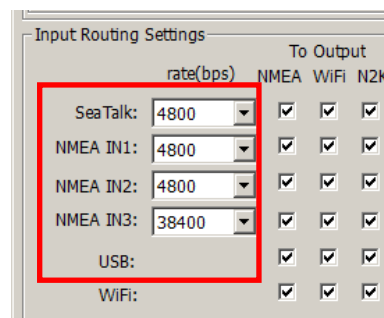 Input Routing Settings
To Output
rate(bps) NMEA WiFi N2K
SeaTalk: 4800
NMEA IN1: 4800
NMEA IN2: 4800
NMEA IN3: 38400
USB:
WiFi: